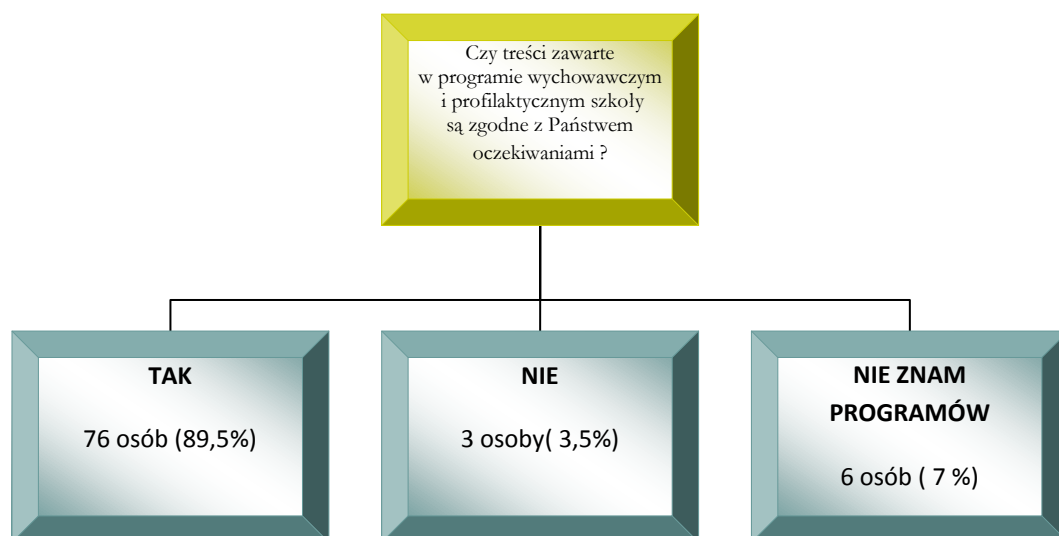 Czy treści zawarte
w programie wychowawczym
i profilaktycznym szkoły
są zgodne z Państwem
oczekiwaniami ?
TAK
76 osób (89,5%)
NIE
3 osoby( 3,5%)
NIE ZNAM
PROGRAMÓW
6 osób ( 7 %)